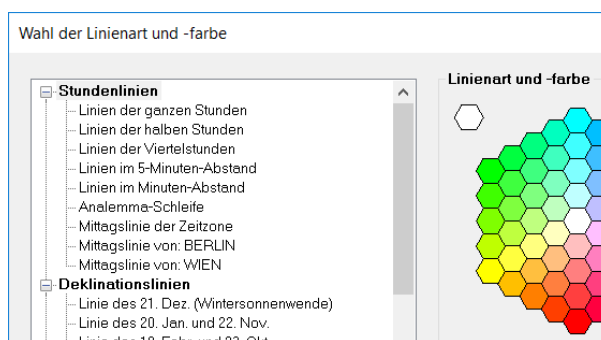 Wahl der Linienart und -farbe
Stundenlinien
Linien der ganzen Stunden
Linien der halben Stunden
Linien der Viertelstunden
Linien im 5-Minuten-Abstand
Linien im Minuten-Abstand
Analemma-Schleife
Mittagslinie der Zeitzone
Mittagslinie von: BERLIN
Mittagslinie von: WIEN
Deklinationslinien
Linie des 21. Dez. (Wintersonnenwende)
Linie des 20. Jan. und 22. Nov.
Linienart und -farbe